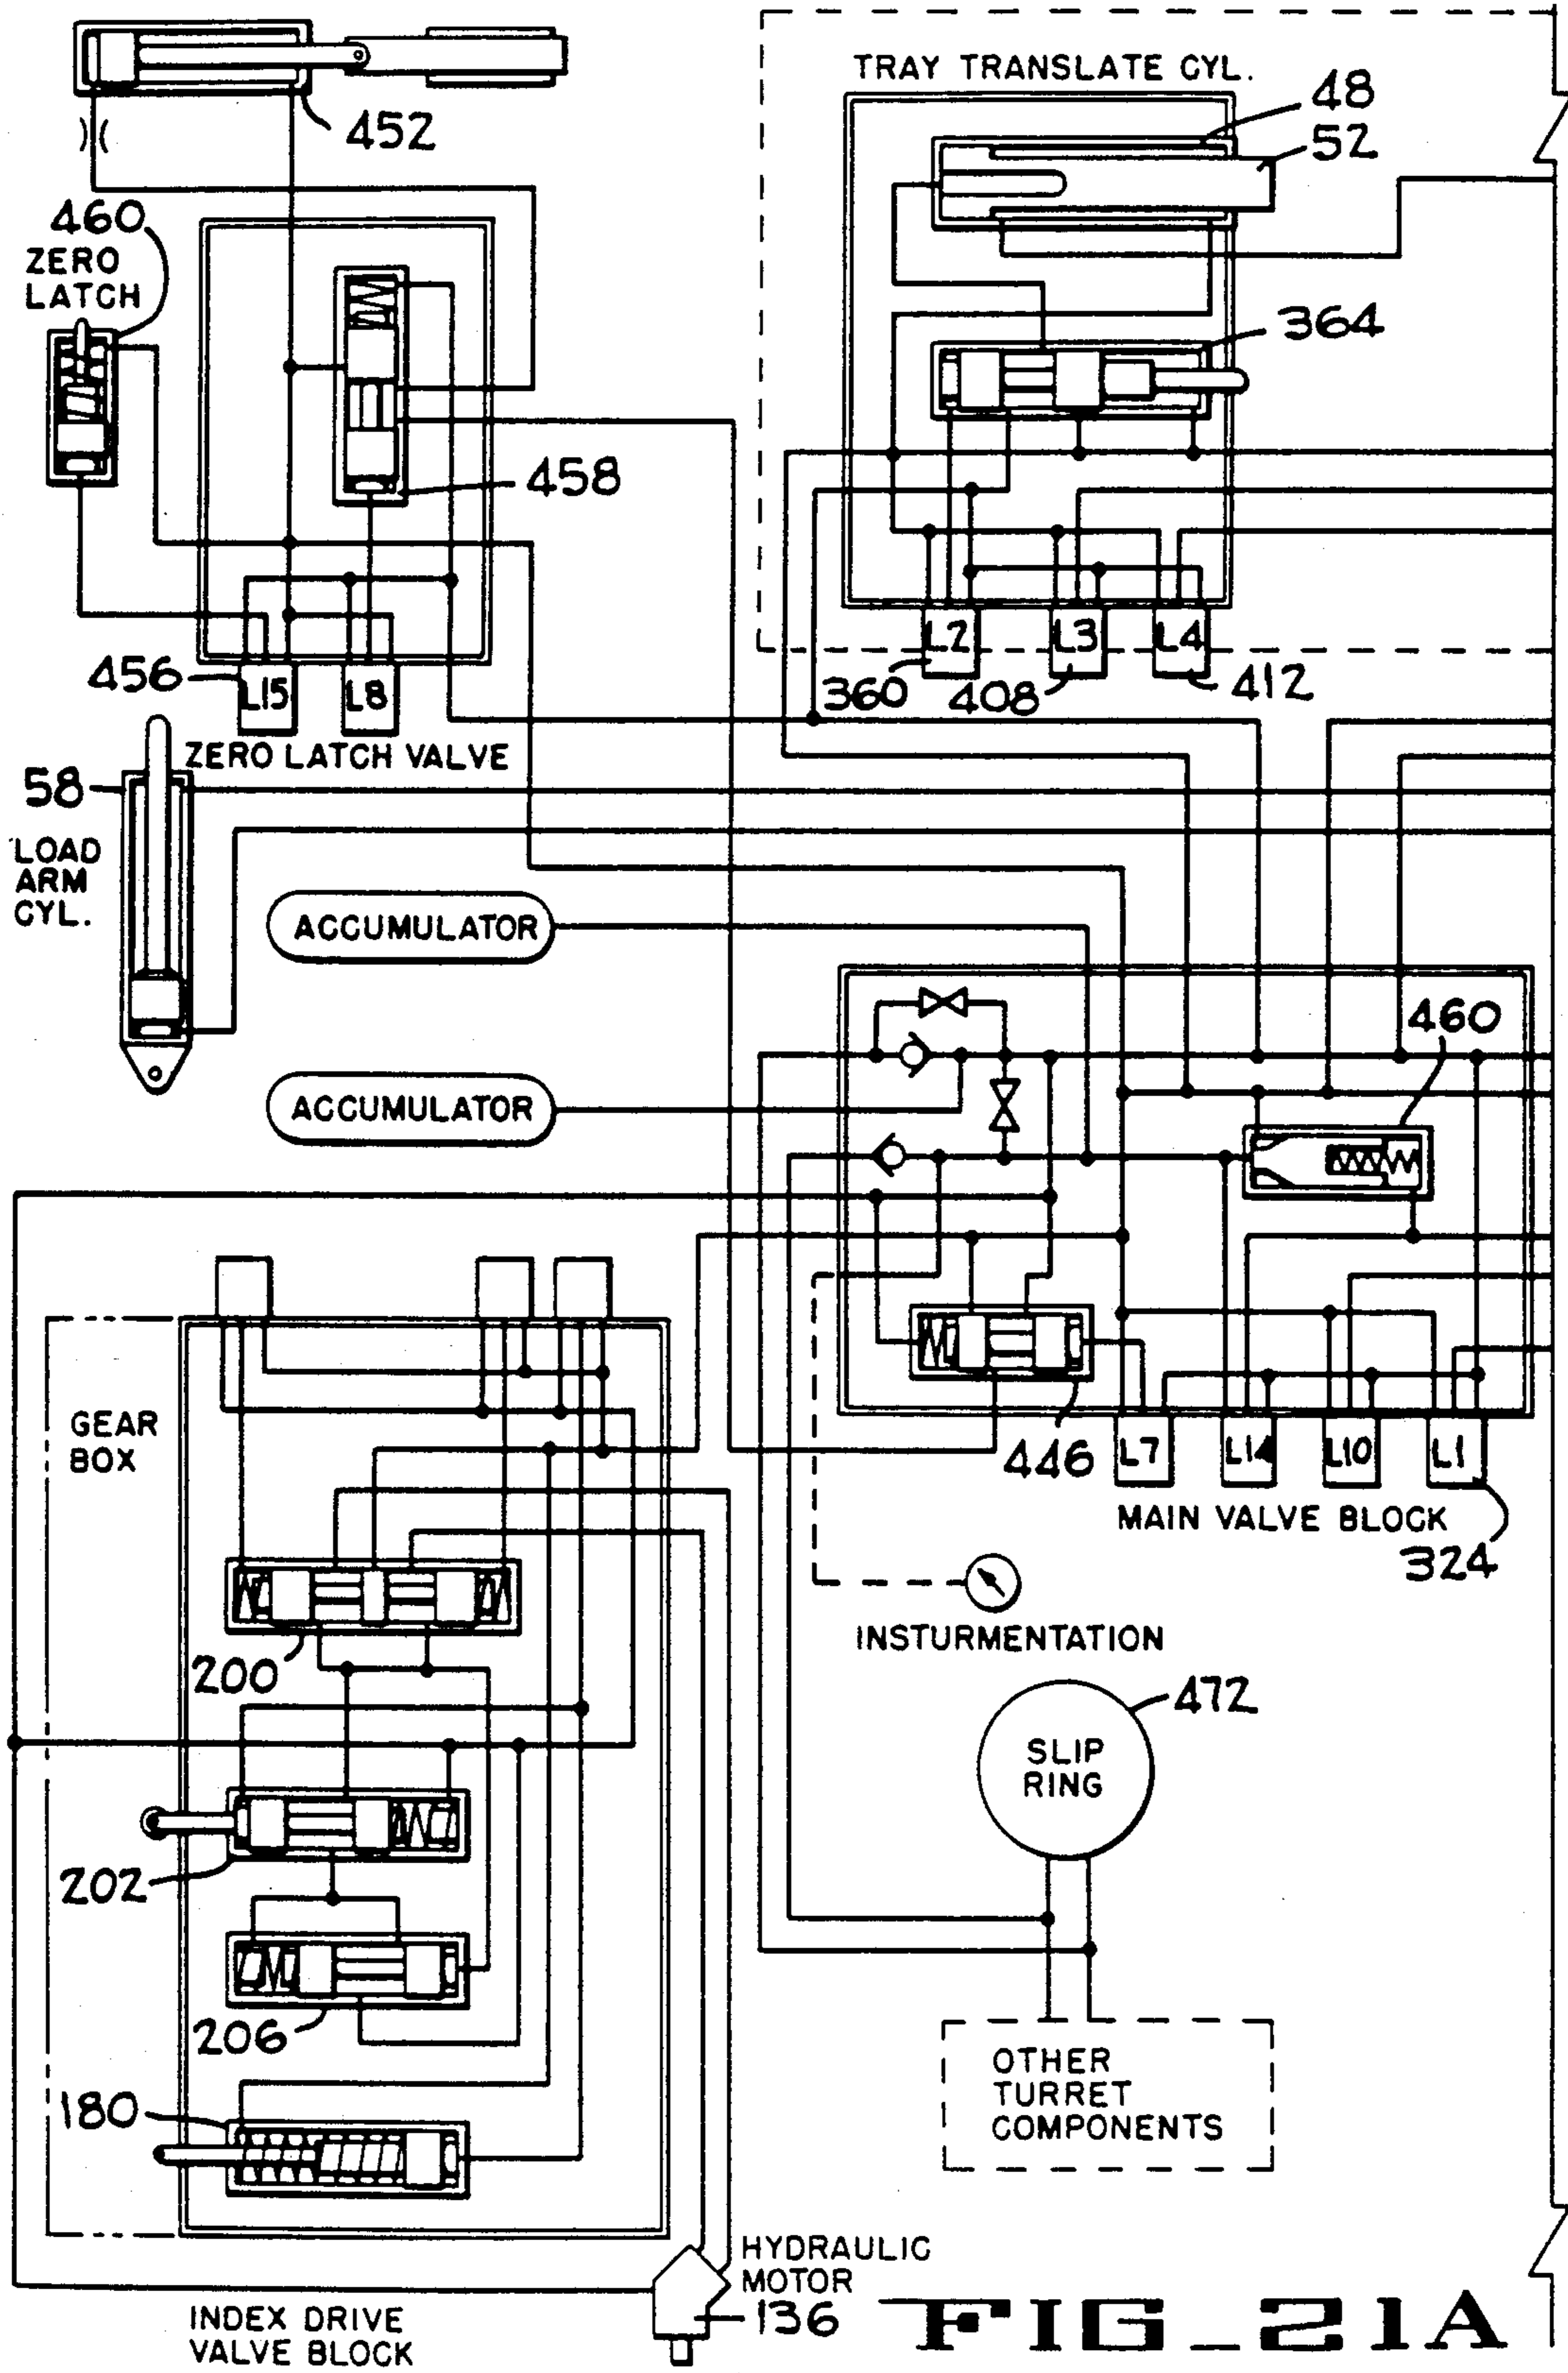 452
TRAY TRANSLATE CYL.
48
52
460
ZERO
LATCH
364
458
456
L15
L8
ZERO LATCH VALVE
L2
L3
L4
360
408
412
58
LOAD
ARM
CYL.
ACCUMULATOR
ACCUMULATOR
460
GEAR
BOX
446
L7
L14
L10
L1
MAIN VALVE BLOCK
324
INSTURMENTATION
200
472
SLIP
RING
202
206
OTHER
TURRET
COMPONENTS
180
HYDRAULIC
MOTOR
136
INDEX DRIVE
VALVE BLOCK
FIG_21A